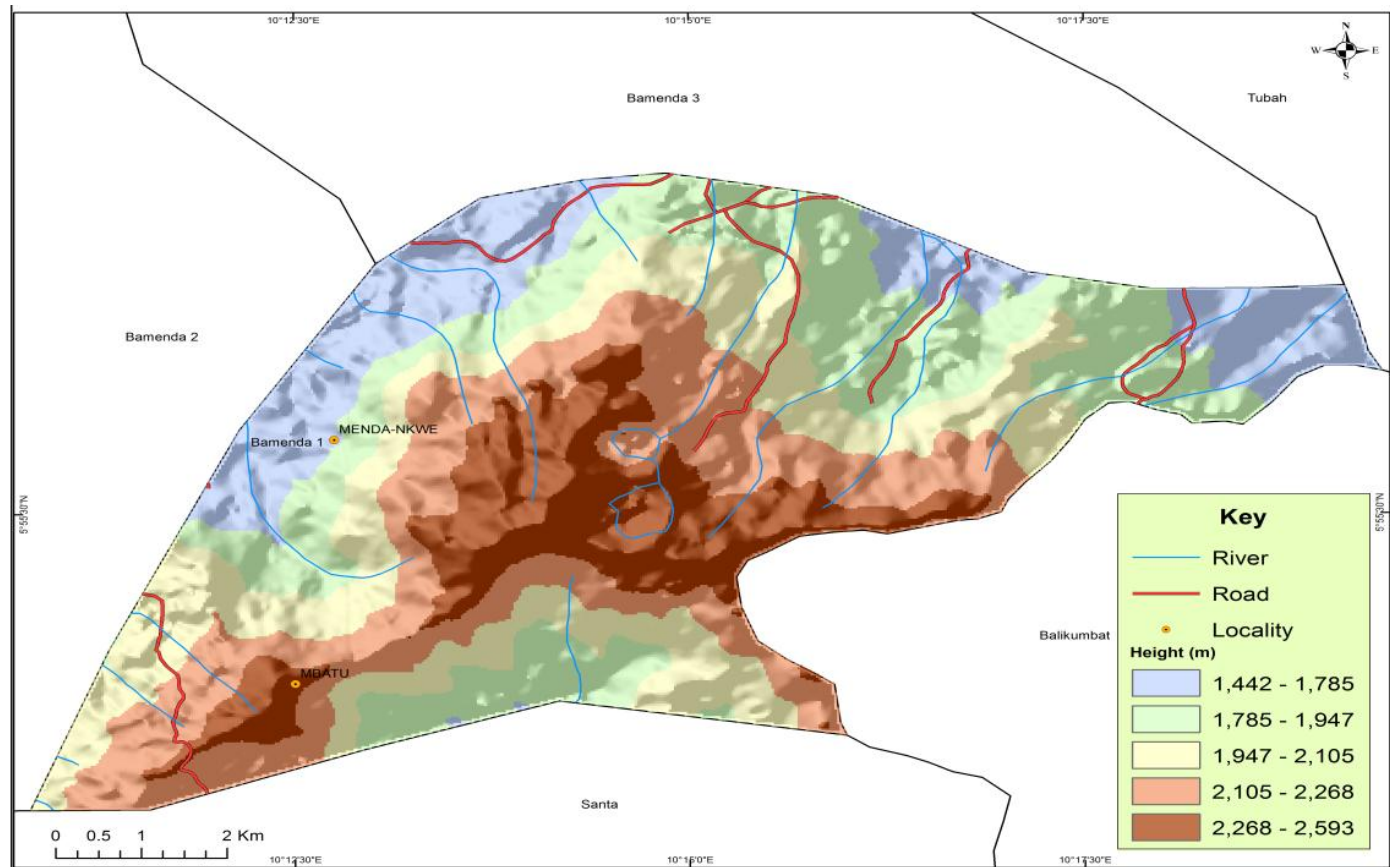 10°12'30"E
10°15'0"E
10°17'30"E
N
W
E
S
Bamenda 3
Tubah
Bamenda 2
Bamenda 1
MENDA-NKWE
5°55'30"N
5°55'30"N
MBATU
Balikumbat
Santa
Key
River
Road
Locality
Height (m)
1,442 - 1,785
1,785 - 1,947
1,947 - 2,105
2,105 - 2,268
2,268 - 2,593
0 0.5 1 2 Km
10°12'30"E
10°15'0"E
10°17'30"E